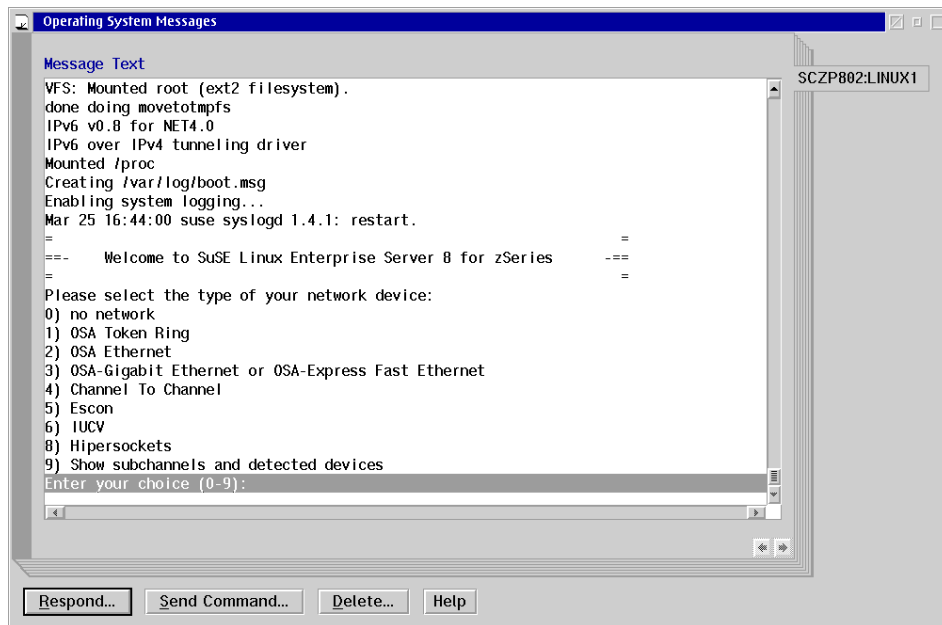 Operating System Messages
Message Text
SCZP802:LINUX1
VFS: Mounted root (ext2 filesystem).
done doing movetotmpfs
IPv6 v0.8 for NET4.0
IPv6 over IPv4 tunneling driver
Mounted /proc
Creating /var/log/boot.msg
Enabling system logging...
Mar 25 16:44:00 suse syslogd 1.4.1: restart.
= =
==- Welcome to SuSE Linux Enterprise Server 8 for zSeries -==
= =
Please select the type of your network device:
0) no network
1) OSA Token Ring
2) OSA Ethernet
3) OSA-Gigabit Ethernet or OSA-Express Fast Ethernet
4) Channel To Channel
5) Escon
6) IUCV
8) Hipersockets
9) Show subchannels and detected devices
Enter your choice (0-9):
Respond... Send Command... Delete... Help